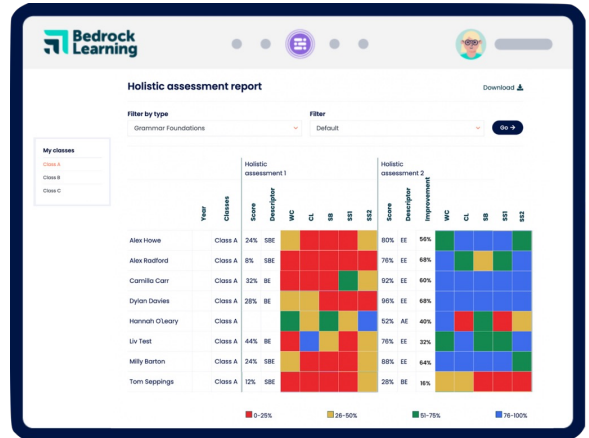 Bedrock
Learning
Holistic assessment report
Download
Filter by type
Filter
Grammar Foundations
Default
Go →
My classes
Class A
Class B
Class C
Holistic
assessment 1
Holistic
assessment 2
Year Classes Score Descriptor WC CL SB SS1 SS2 Score Descriptor Improvement WC CL SB SS1 SS2
Alex Howe Class A 24% SBE 80% EE 56%
Alex Radford Class A 8% SBE 76% EE 68%
Camilla Carr Class A 32% BE 92% EE 60%
Dylan Davies Class A 28% BE 96% EE 68%
Hannah O'Leary Class A 52% AE 40%
Liv Test Class A 44% BE 76% EE 32%
Milly Barton Class A 24% SBE 88% EE 64%
Tom Seppings Class A 12% SBE 28% BE 16%
0-25% 26-50% 51-75% 76-100%